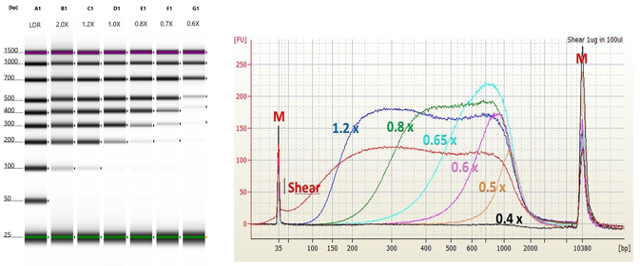 [bp] A1 B1 C1 D1 E1 F1 G1
LDR 2.0X 1.2X 1.0X 0.8X 0.7X 0.6X
1500
1000
700
500
400
300
200
100
50
25
[FU]
Shear 1ug in 100ul
M
250
200
150
100
50
0
M
1.2 x
0.8 x
0.65 x
0.6 x
0.5 x
0.4 x
Shear
35 100 150 200 300 400 500 600 1000 2000 10380 [bp]